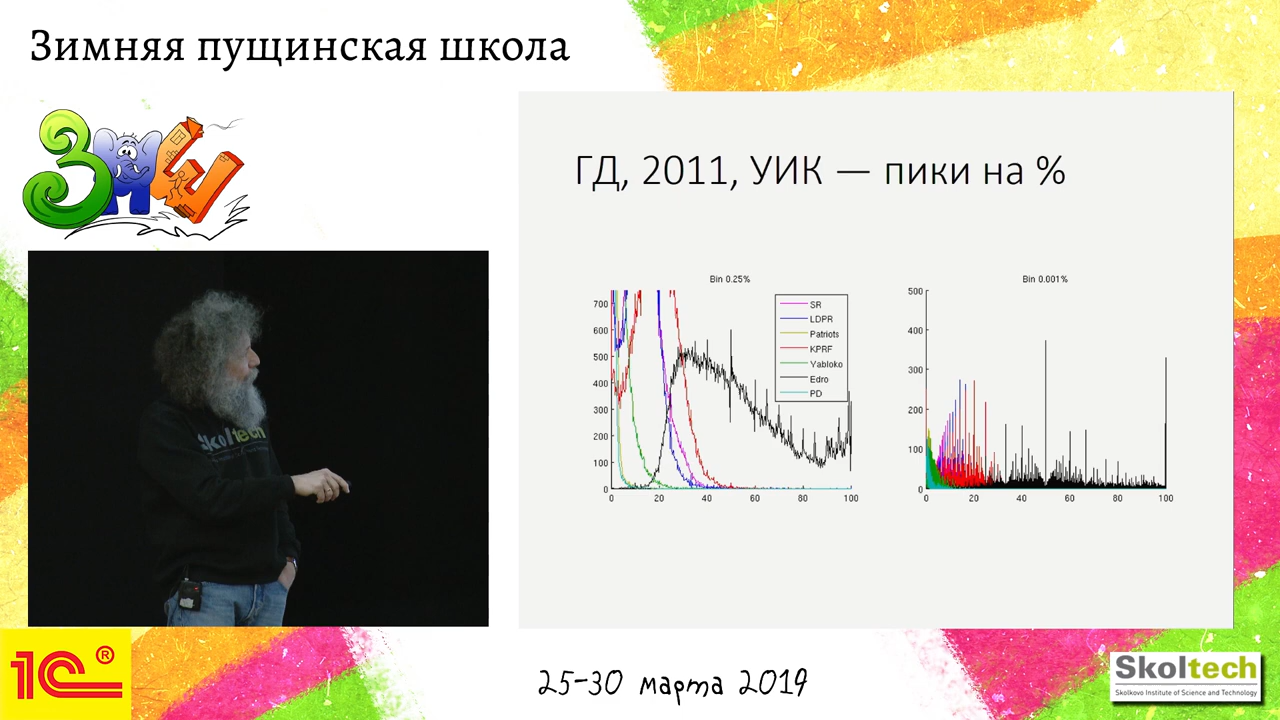 Зимняя пущинская школа
ЗПШ
ГД, 2011, УИК — пики на %
Bin 0.25%
700
600
500
400
300
200
100
0
0 20 40 60 80 100
SR
LDPR
Patriots
KPRF
Yabloko
Edro
PD
Bin 0.001%
500
400
300
200
100
0
0 20 40 60 80 100
Skoltech
1С®
25-30 марта 2019
Skoltech
Skolkovo Institute of Science and Technology